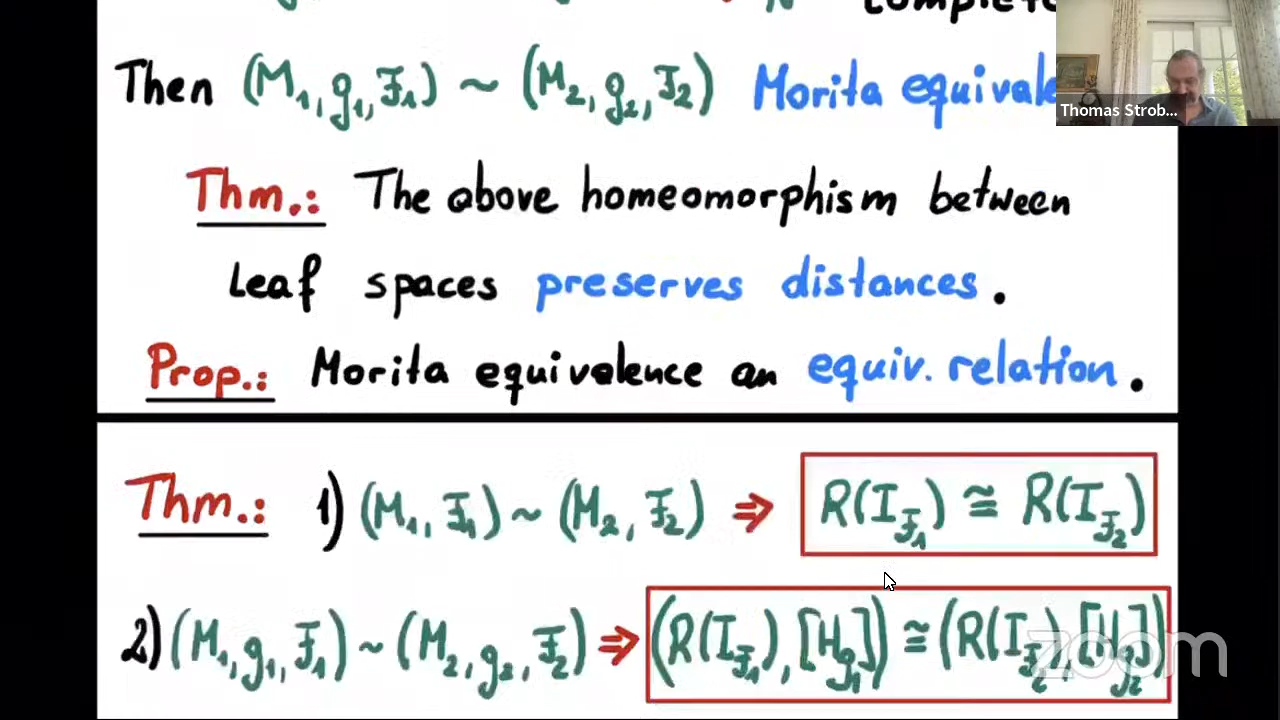 complete
Then (M₁, g₁, ℱ₁) ~ (M₂, g₂, ℱ₂) Morita equivale
Thomas Strob...
Thm.: The above homeomorphism between
leaf spaces preserves distances.
Prop.: Morita equivalence an equiv. relation.
Thm.: 1) (M₁, ℱ₁) ~ (M₂, ℱ₂) ⇒ R(I_ℱ₁) ≅ R(I_ℱ₂)
2) (M₁, g₁, ℱ₁) ~ (M₂, g₂, ℱ₂) ⇒ (R(I_ℱ₁), [H_g₁]) ≅ (R(I_ℱ₂), [H_g₂])
zoom